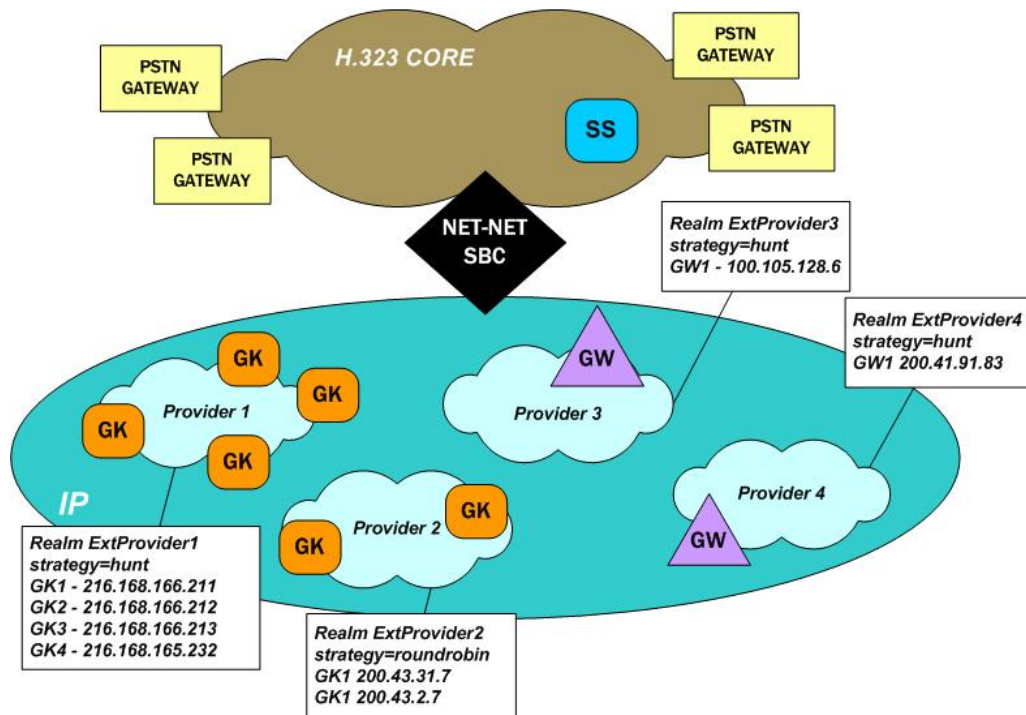 H.323 CORE
PSTN
GATEWAY
PSTN
GATEWAY
PSTN
GATEWAY
PSTN
GATEWAY
SS
NET-NET
SBC
Realm ExtProvider3
strategy=hunt
GW1 - 100.105.128.6
Realm ExtProvider4
strategy=hunt
GW1 200.41.91.83
GK
GK
GK
GK
Provider 1
GW
Provider 3
GK
GK
Provider 2
Provider 4
GW
IP
Realm ExtProvider1
strategy=hunt
GK1 - 216.168.166.211
GK2 - 216.168.166.212
GK3 - 216.168.166.213
GK4 - 216.168.165.232
Realm ExtProvider2
strategy=roundrobin
GK1 200.43.31.7
GK1 200.43.2.7